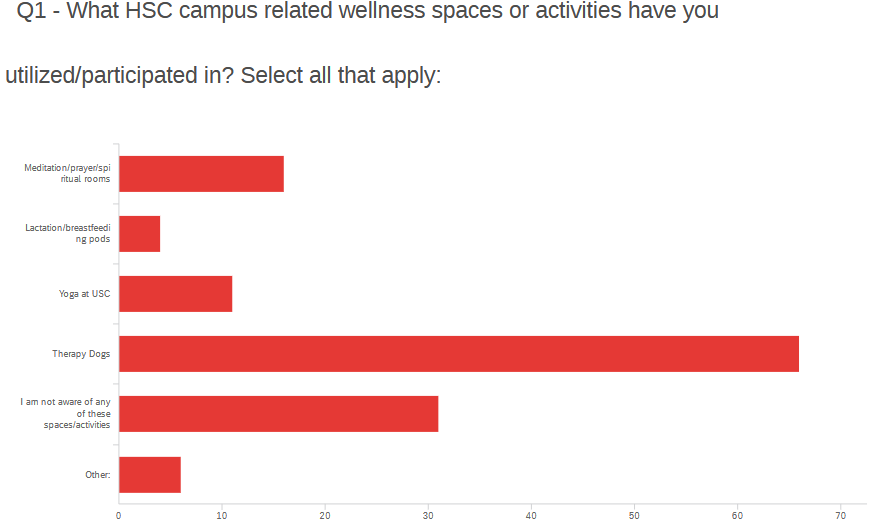 Q1 - What HSC campus related wellness spaces or activities have you
utilized/participated in? Select all that apply:
Meditation/prayer/spi
ritual rooms
Lactation/breastfeedi
ng pods
Yoga at USC
Therapy Dogs
I am not aware of any
of these
spaces/activities
Other:
0 10 20 30 40 50 60 70